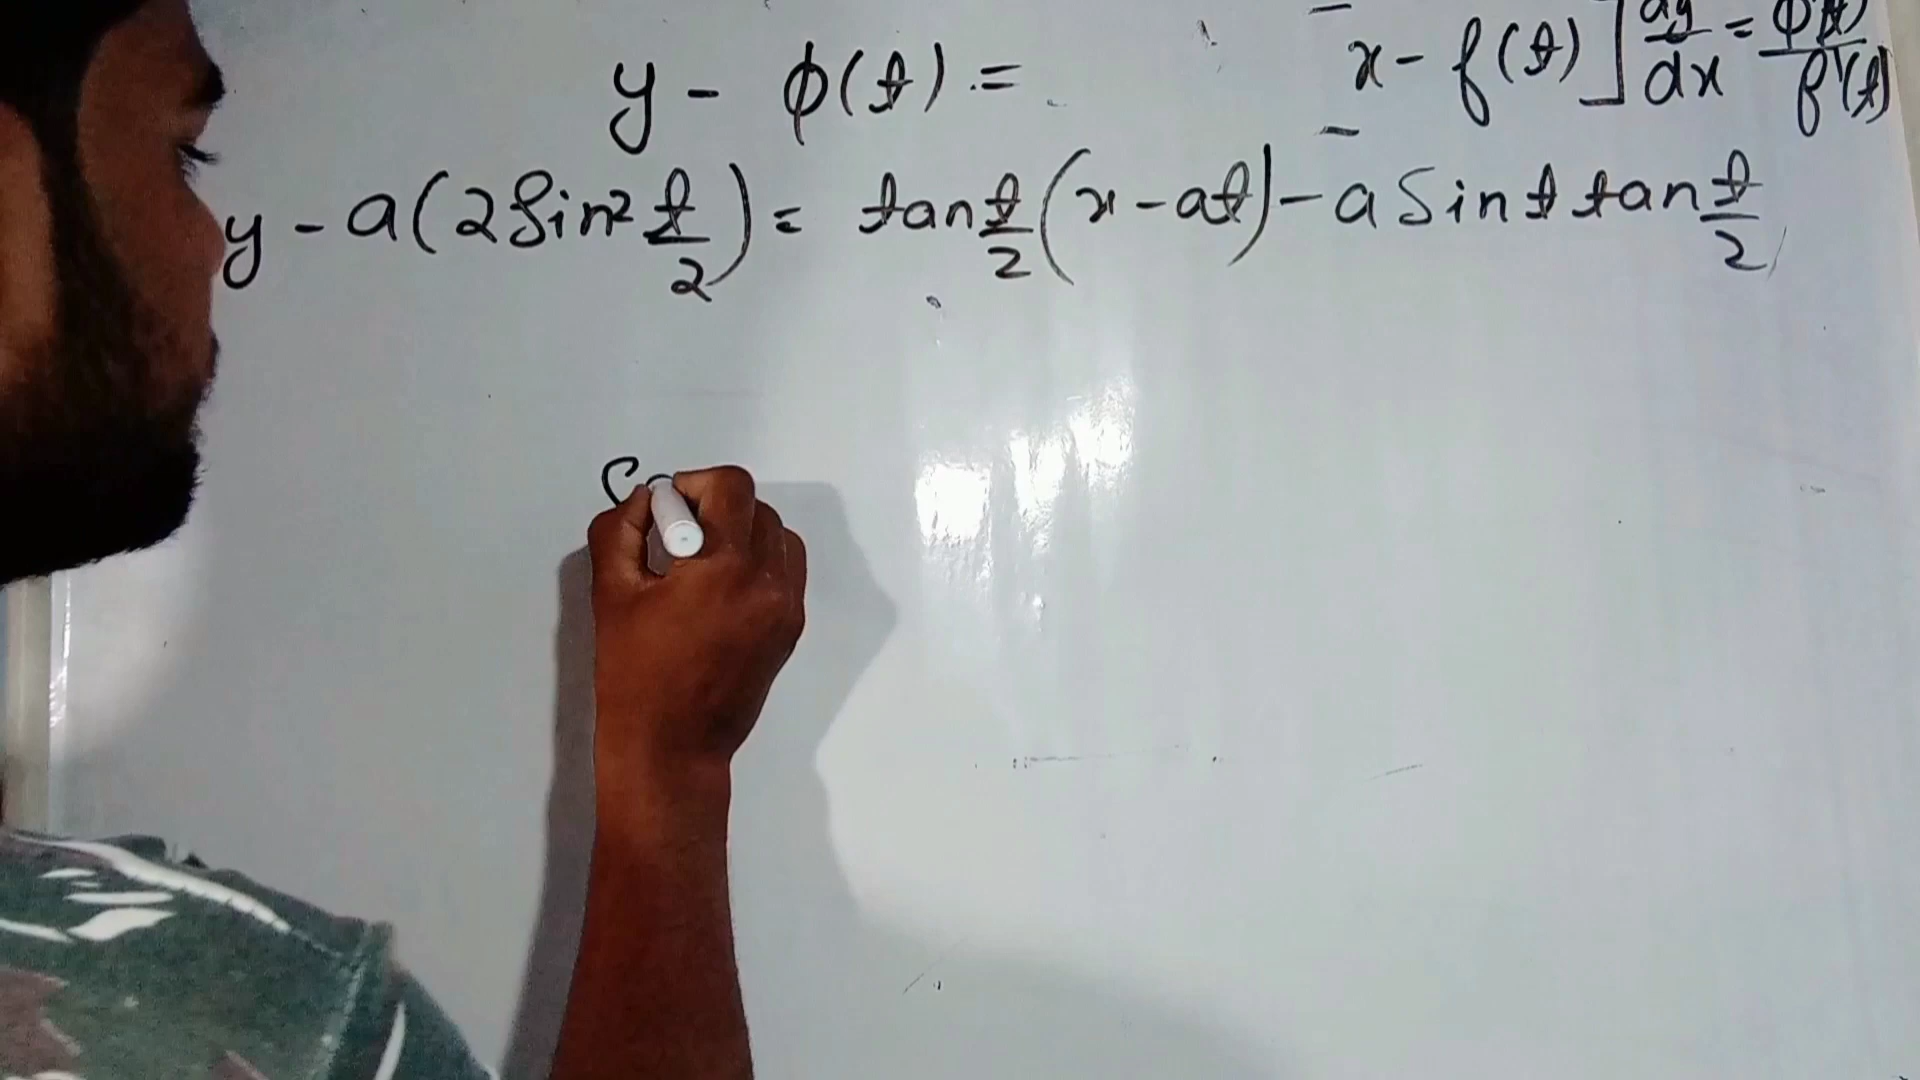 y - ϕ(t) = x - f(t)] dy/dx = ϕ'(t)/f'(t)
y - a(2Sin² t/2) = tan t/2 (x - at) - a Sin t tan t/2